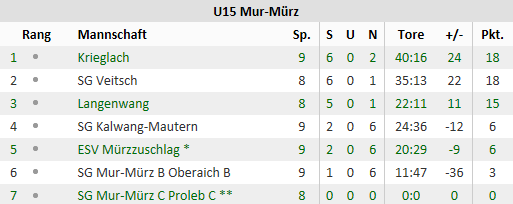 U15 Mur-Mürz
Rang Mannschaft Sp. S U N Tore +/- Pkt.
1 Krieglach 9 6 0 2 40:16 24 18
2 SG Veitsch 8 6 0 1 35:13 22 18
3 Langenwang 8 5 0 1 22:11 11 15
4 SG Kalwang-Mautern 9 2 0 6 24:36 -12 6
5 ESV Mürzzuschlag * 9 2 0 6 20:29 -9 6
6 SG Mur-Mürz B Oberaich B 9 1 0 6 11:47 -36 3
7 SG Mur-Mürz C Proleb C ** 8 0 0 0 0:0 0 0